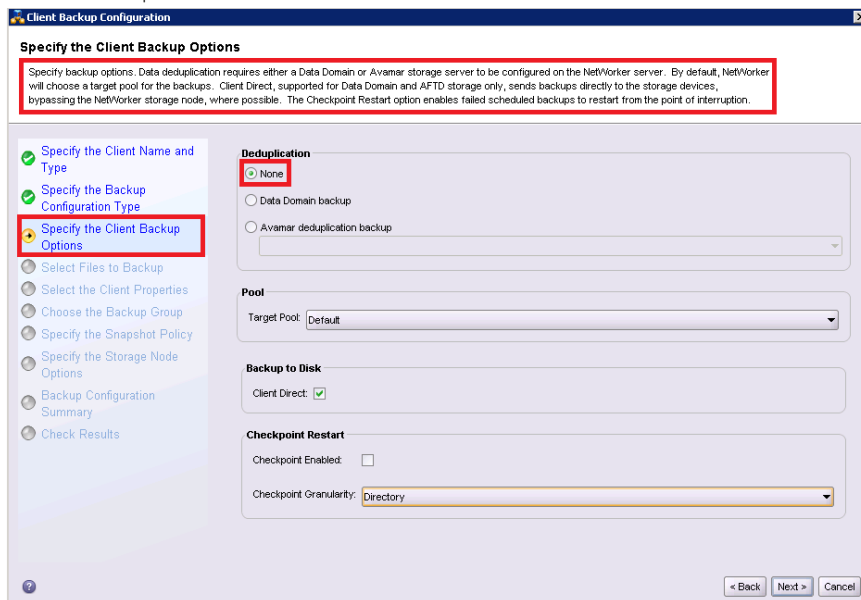 Client Backup Configuration
Specify the Client Backup Options
Specify backup options. Data deduplication requires either a Data Domain or Avamar storage server to be configured on the NetWorker server. By default, NetWorker
will choose a target pool for the backups. Client Direct, supported for Data Domain and AFTD storage only, sends backups directly to the storage devices,
bypassing the NetWorker storage node, where possible. The Checkpoint Restart option enables failed scheduled backups to restart from the point of interruption.
Specify the Client Name and
Type
Specify the Backup
Configuration Type
Specify the Client Backup
Options
Select Files to Backup
Select the Client Properties
Choose the Backup Group
Specify the Snapshot Policy
Specify the Storage Node
Options
Backup Configuration
Summary
Check Results
Deduplication
None
Data Domain backup
Avamar deduplication backup
Pool
Target Pool: Default
Backup to Disk
Client Direct:
Checkpoint Restart
Checkpoint Enabled:
Checkpoint Granularity: Directory
?
< Back Next > Cancel